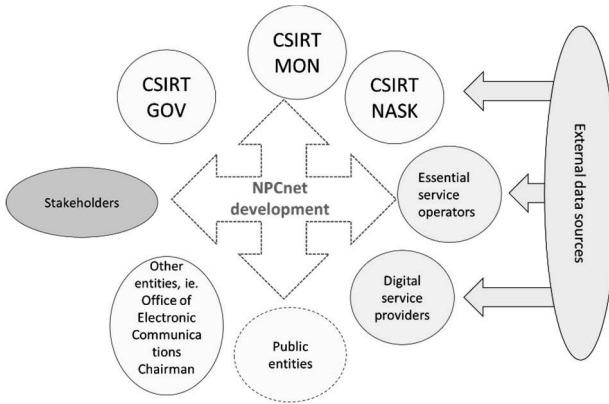 CSIRT
GOV
CSIRT
MON
CSIRT
NASK
Stakeholders
NPCnet
development
Essential
service
operators
External data sources
Other
entities, ie.
Office of
Electronic
Communica
tions
Chairman
Public
entities
Digital
service
providers